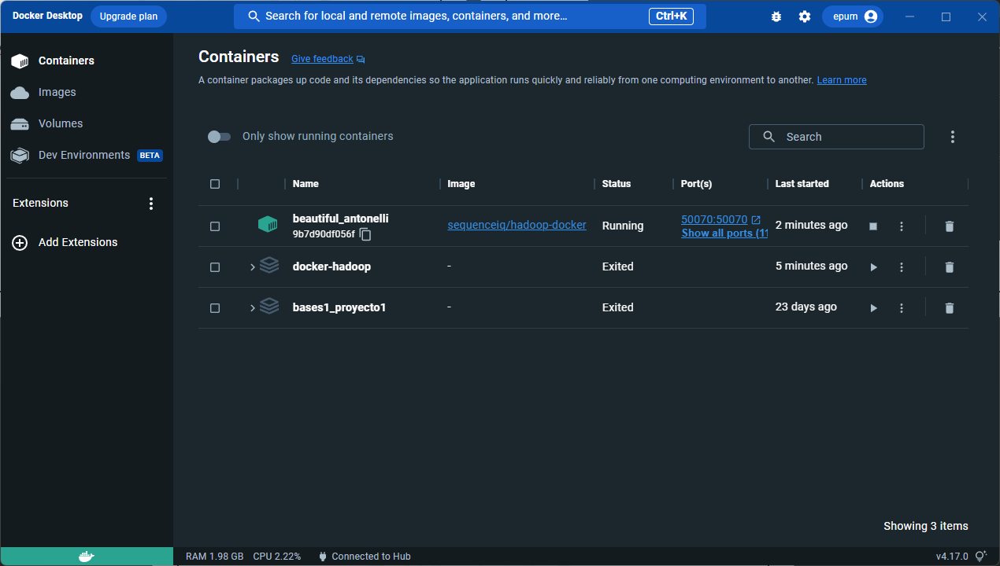 Docker Desktop Upgrade plan Search for local and remote images, containers, and more... Ctrl+K epum
Containers
Images
Volumes
Dev Environments BETA
Extensions
Add Extensions
Containers Give feedback
A container packages up code and its dependencies so the application runs quickly and reliably from one computing environment to another. Learn more
Only show running containers Search
Name Image Status Port(s) Last started Actions
beautiful_antonelli
9b7d90df056f sequenceiq/hadoop-docker Running 50070:50070 2 minutes ago
Show all ports (11
docker-hadoop - Exited 5 minutes ago
bases1_proyecto1 - Exited 23 days ago
Showing 3 items
RAM 1.98 GB CPU 2.22% Connected to Hub v4.17.0